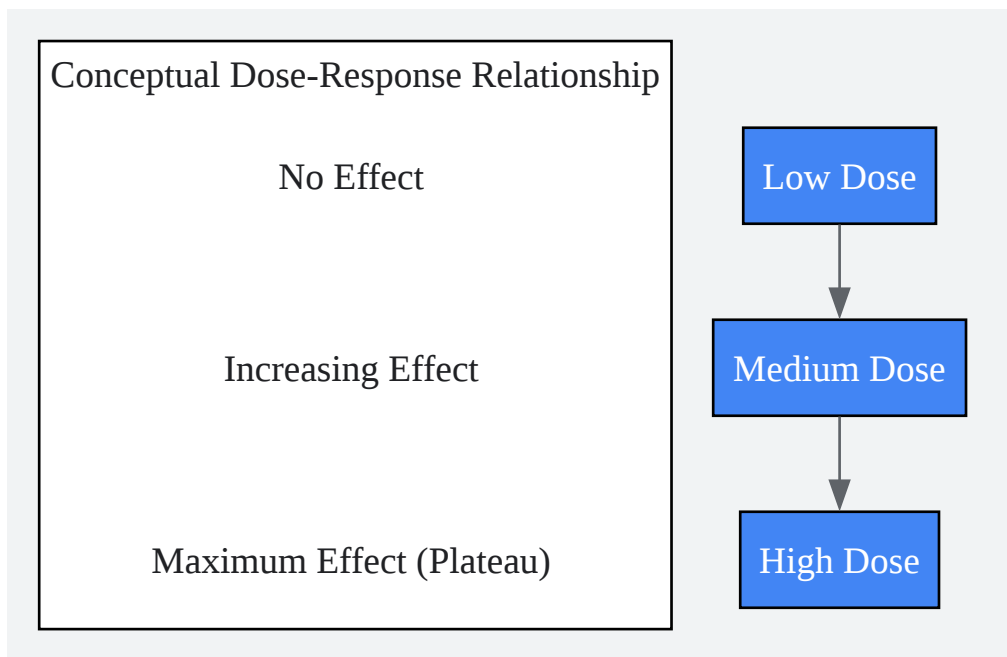 Conceptual Dose-Response Relationship
No Effect
Low Dose
Increasing Effect
Medium Dose
Maximum Effect (Plateau)
High Dose